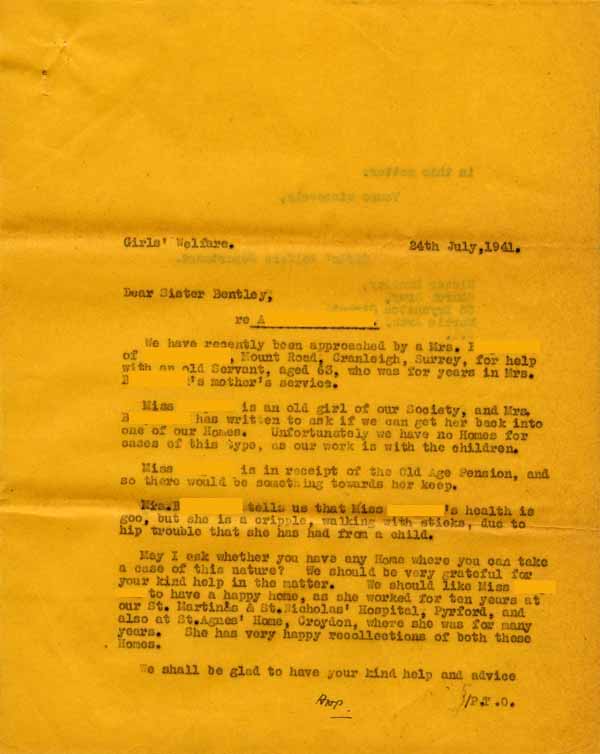 Girls' Welfare. 24th July,1941.
Dear Sister Bentley,
re A
We have recently been approached by a Mrs. B
of , Mount Road, Cranleigh, Surrey, for help
with an old Servant, aged 63, who was for years in Mrs.
B 's mother's service.
Miss is an old girl of our Society, and Mrs.
B has written to ask if we can get her back into
one of our Homes. Unfortunately we have no Homes for
cases of this type, as our work is with the children.
Miss is in receipt of the Old Age Pension, and
so there would be something towards her keep.
Mrs.B tells us that Miss 's health is
goo, but she is a cripple, walking with sticks, due to
hip trouble that she has had from a child.
May I ask whether you have any Home where you can take
a case of this nature? We should be very grateful for
your kind help in the matter. We should like Miss
to have a happy home, as she worked for ten years at
our St. Martin's & St.Nicholas' Hospital, Pyrford, and
also at St.Agnes' Home, Croydon, where she was for many
years. She has very happy recollections of both these
Homes.
We shall be glad to have your kind help and advice
/P.T.O.
in this matter.
Yours sincerely,